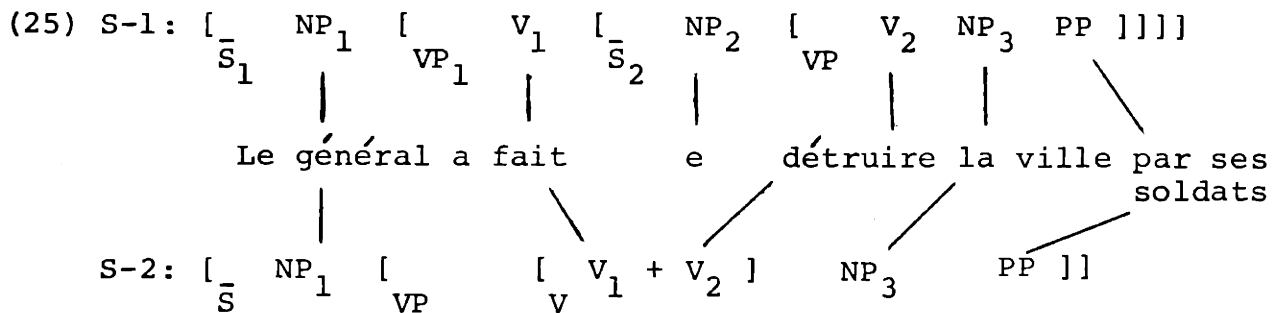 (25) S-1: [ NP₁ [ V₁ [ NP₂ [ V₂ NP₃ PP ]]]]
S̄₁ VP₁ S̄₂ VP
Le général a fait e détruire la ville par ses
soldats
S-2: [ NP₁ [ [ V₁ + V₂ ] NP₃ PP ]]
S̄ VP V